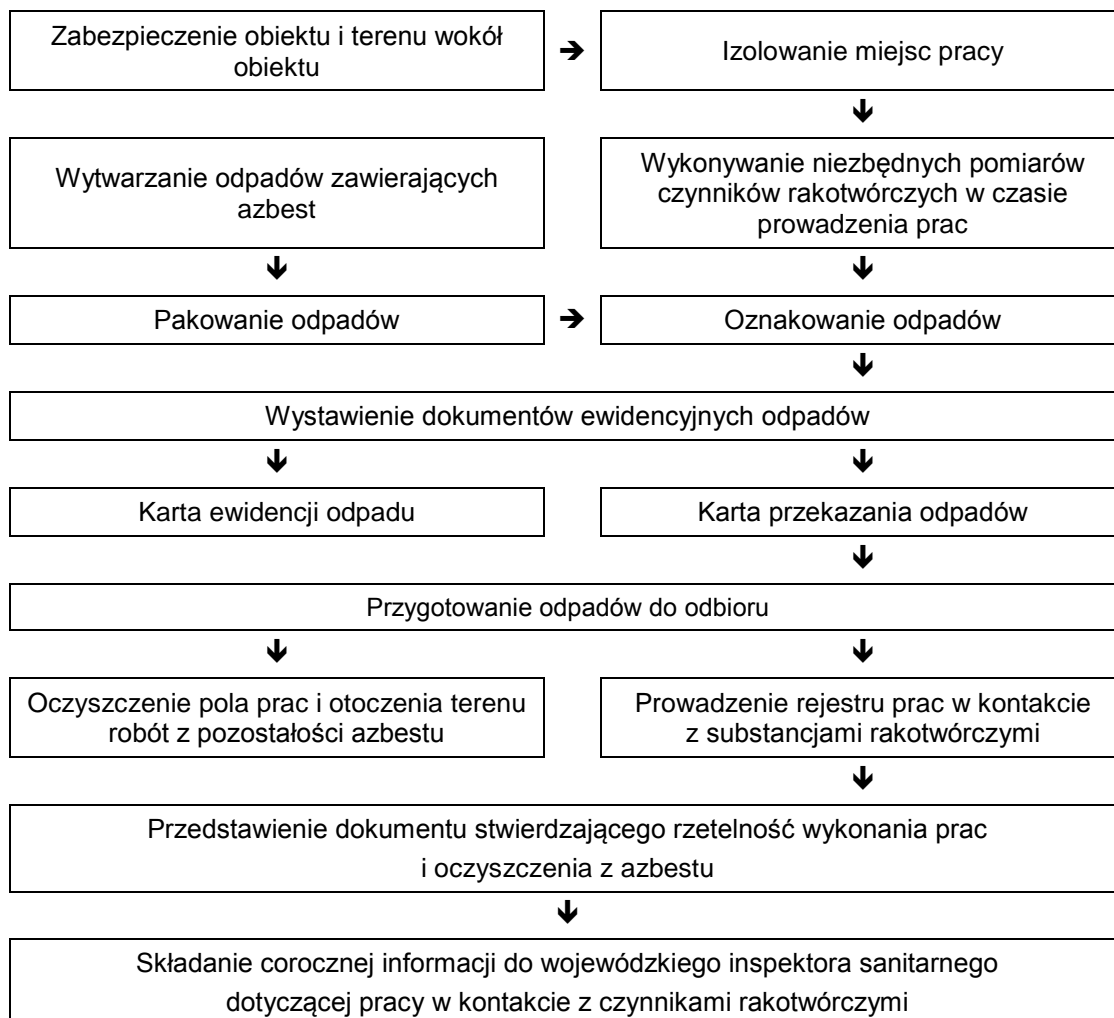 Zabezpieczenie obiektu i terenu wokół
obiektu
➔
Izolowanie miejsc pracy
Wytwarzanie odpadów zawierających
azbest
Wykonywanie niezbędnych pomiarów
czynników rakotwórczych w czasie
prowadzenia prac
Pakowanie odpadów
➔
Oznakowanie odpadów
Wystawienie dokumentów ewidencyjnych odpadów
Karta ewidencji odpadu
Karta przekazania odpadów
Przygotowanie odpadów do odbioru
Oczyszczenie pola prac i otoczenia terenu
robót z pozostałości azbestu
Prowadzenie rejestru prac w kontakcie
z substancjami rakotwórczymi
Przedstawienie dokumentu stwierdzającego rzetelność wykonania prac
i oczyszczenia z azbestu
Składanie corocznej informacji do wojewódzkiego inspektora sanitarnego
dotyczącej pracy w kontakcie z czynnikami rakotwórczymi